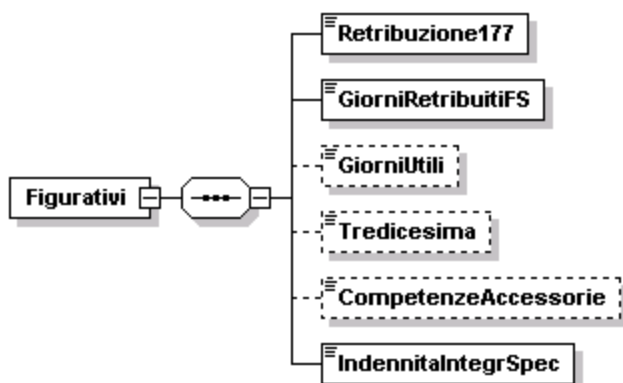 Retribuzione177
GiorniRetribuitiFS
GiorniUtili
Figurativi
Tredicesima
CompetenzeAccessorie
IndennitaIntegrSpec